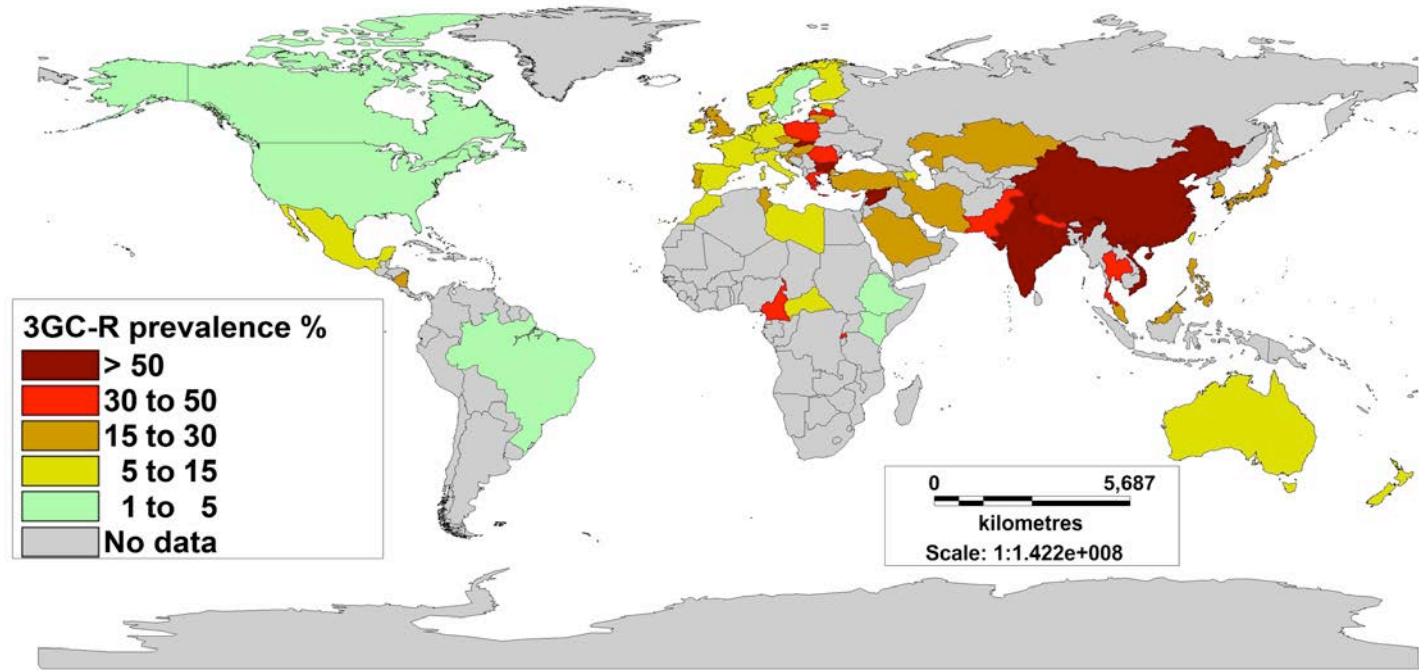 3GC-R prevalence %
> 50
30 to 50
15 to 30
5 to 15
1 to 5
No data
0 5,687
kilometres
Scale: 1:1.422e+008